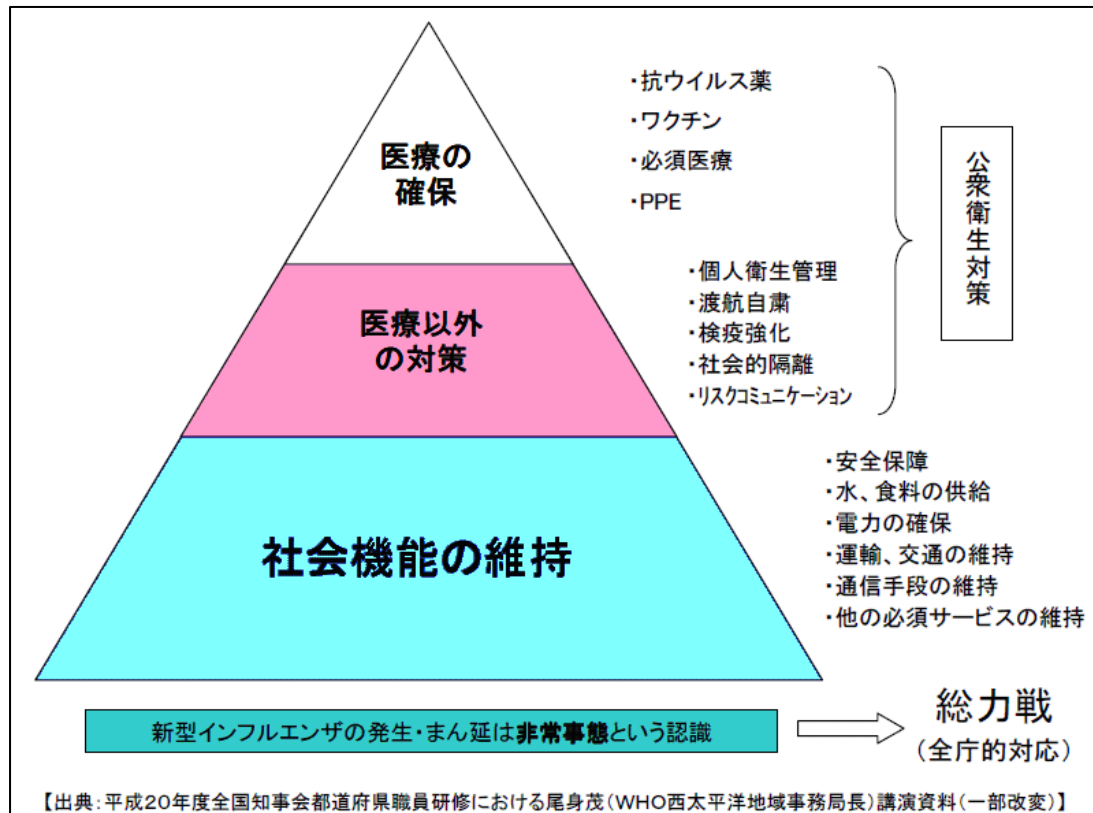 医療の
確保
・抗ウイルス薬
・ワクチン
・必須医療
・PPE
公衆衛生対策
医療以外
の対策
・個人衛生管理
・渡航自粛
・検疫強化
・社会的隔離
・リスクコミュニケーション
社会機能の維持
・安全保障
・水、食料の供給
・電力の確保
・運輸、交通の維持
・通信手段の維持
・他の必須サービスの維持
新型インフルエンザの発生・まん延は非常事態という認識
総力戦
(全庁的対応)
【出典:平成20年度全国知事会都道府県職員研修における尾身茂(WHO西太平洋地域事務局長)講演資料(一部改変)】